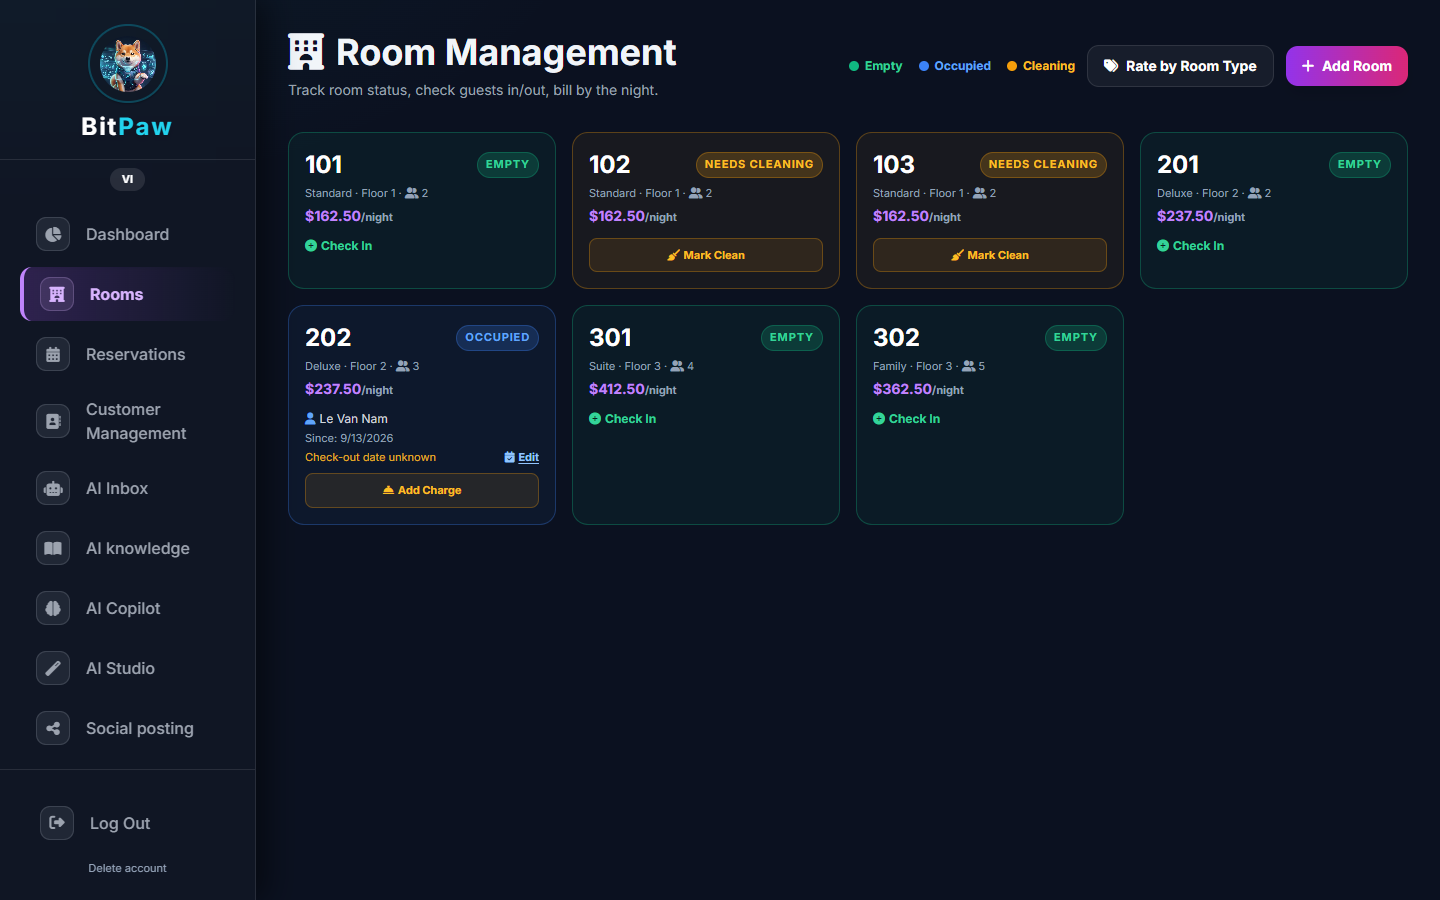 BitPaw
VI
Dashboard
Rooms
Reservations
Customer
Management
AI Inbox
AI knowledge
AI Copilot
AI Studio
Social posting
Log Out
Delete account
Room Management
Track room status, check guests in/out, bill by the night.
Empty
Occupied
Cleaning
Rate by Room Type
Add Room
101
EMPTY
Standard · Floor 1 · 2
$162.50/night
Check In
102
NEEDS CLEANING
Standard · Floor 1 · 2
$162.50/night
Mark Clean
103
NEEDS CLEANING
Standard · Floor 1 · 2
$162.50/night
Mark Clean
201
EMPTY
Deluxe · Floor 2 · 2
$237.50/night
Check In
202
OCCUPIED
Deluxe · Floor 2 · 3
$237.50/night
Le Van Nam
Since: 9/13/2026
Check-out date unknown
Edit
Add Charge
301
EMPTY
Suite · Floor 3 · 4
$412.50/night
Check In
302
EMPTY
Family · Floor 3 · 5
$362.50/night
Check In